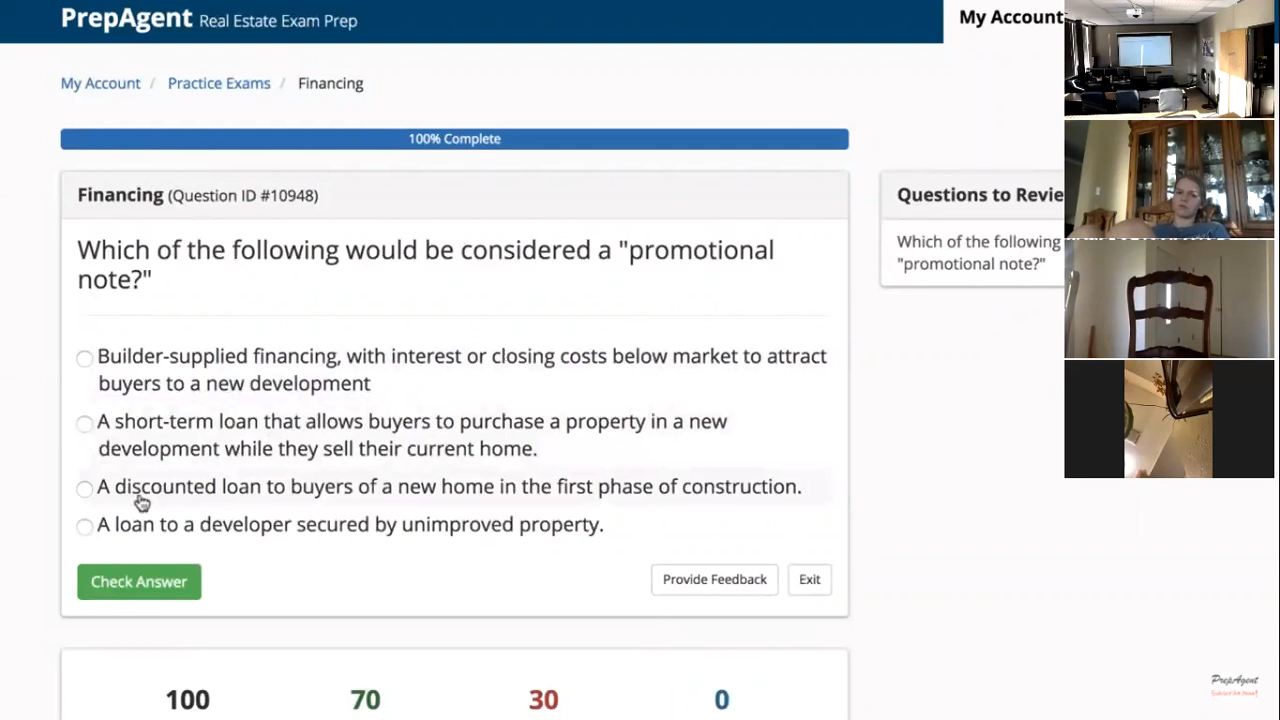 PrepAgent Real Estate Exam Prep
My Account
My Account / Practice Exams / Financing
100% Complete
Financing (Question ID #10948)
Which of the following would be considered a "promotional
note?"
Builder-supplied financing, with interest or closing costs below market to attract
buyers to a new development
A short-term loan that allows buyers to purchase a property in a new
development while they sell their current home.
A discounted loan to buyers of a new home in the first phase of construction.
A loan to a developer secured by unimproved property.
Check Answer
Provide Feedback
Exit
Questions to Revie
Which of the following
"promotional note?"
100 70 30 0
PrepAgent
Subscribe Now!